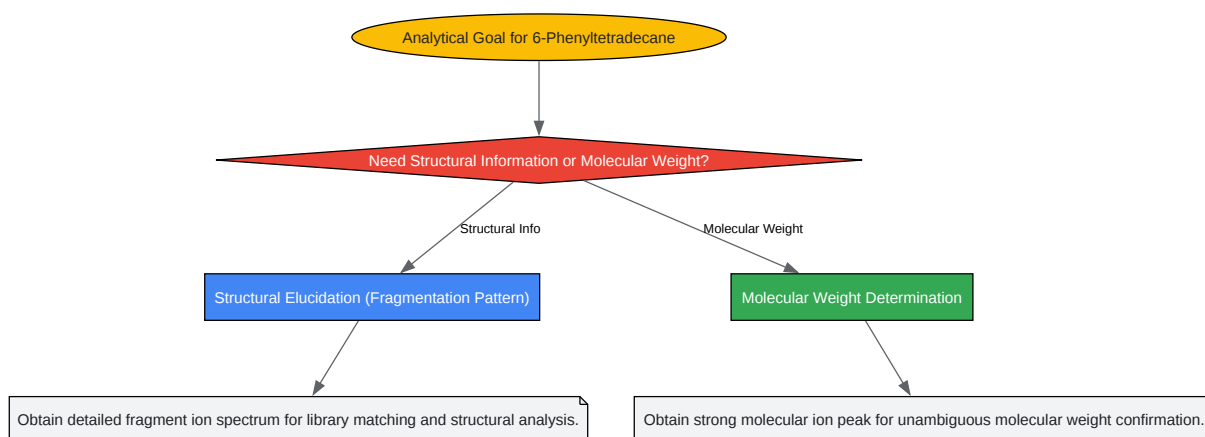 Analytical Goal for 6-Phenyltetradecane
Need Structural Information or Molecular Weight?
Structural Info
Molecular Weight
Structural Elucidation (Fragmentation Pattern)
Molecular Weight Determination
Obtain detailed fragment ion spectrum for library matching and structural analysis.
Obtain strong molecular ion peak for unambiguous molecular weight confirmation.